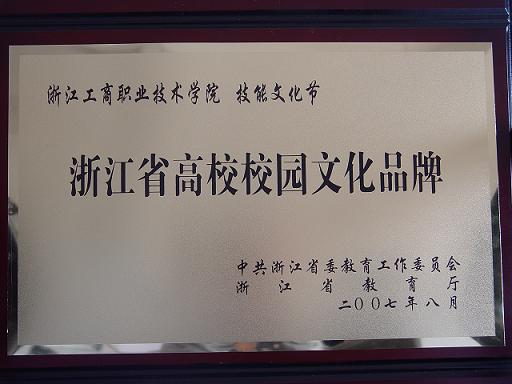 浙江工商职业技术学院 技能文化节
浙江省高校校园文化品牌
中共浙江省委教育工作委员会
浙江省教育厅
二〇〇七年八月